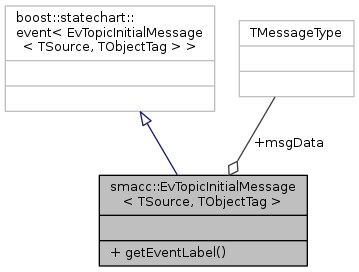 boost::statechart::
event< EvTopicInitialMessage
< TSource, TObjectTag > >
TMessageType
+msgData
smacc::EvTopicInitialMessage
< TSource, TObjectTag >
+ getEventLabel()